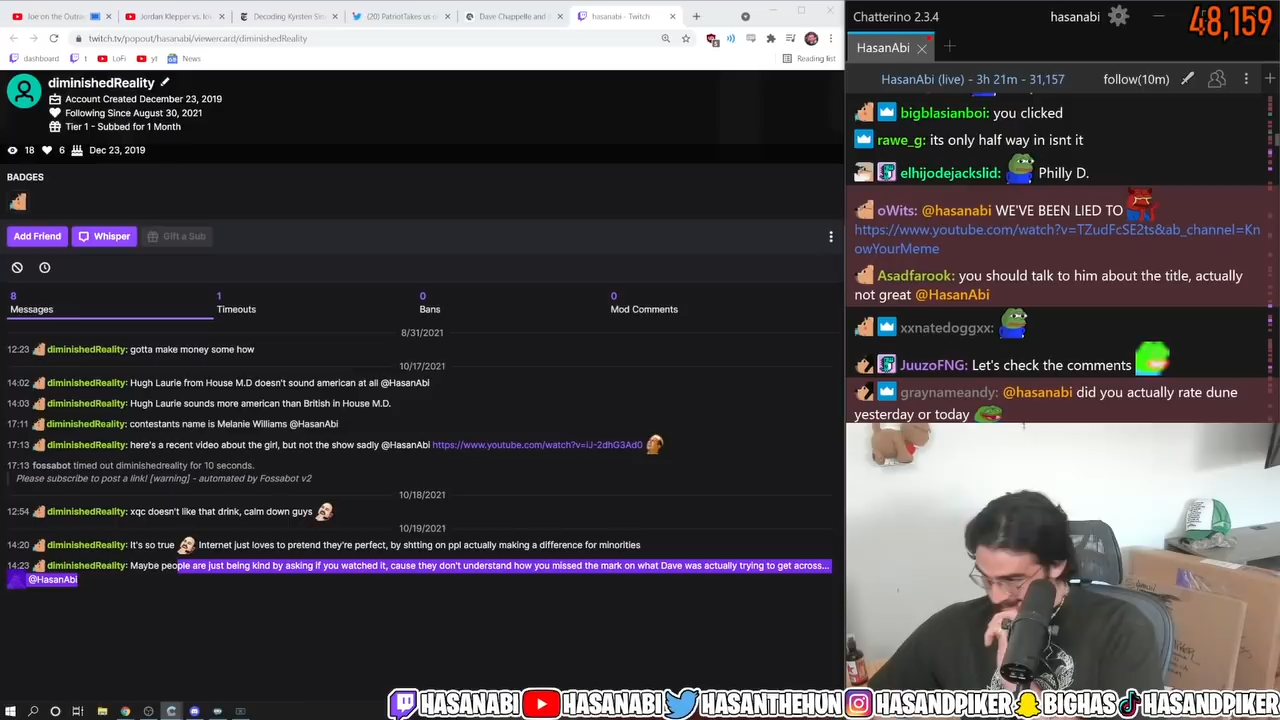 Joe on the Outra
Jordan Klepper vs. Io
Decoding Kyrsten Sin
(20) PatriotTakes us
Dave Chappelle and
hasanabi - Twitch
twitch.tv/popout/hasanabi/viewercard/diminishedReality
dashboard
1
LoFi
yt
News
Reading list
diminishedReality
Account Created December 23, 2019
Following Since August 30, 2021
Tier 1 - Subbed for 1 Month
18
6
Dec 23, 2019
BADGES
Add Friend
Whisper
Gift a Sub
8
Messages
1
Timeouts
0
Bans
0
Mod Comments
8/31/2021
12:23 diminishedReality: gotta make money some how
10/17/2021
14:02 diminishedReality: Hugh Laurie from House M.D doesn't sound american at all @HasanAbi
14:03 diminishedReality: Hugh Laurie sounds more american than British in House M.D.
17:11 diminishedReality: contestants name is Melanie Williams @HasanAbi
17:13 diminishedReality: here's a recent video about the girl, but not the show sadly @HasanAbi https://www.youtube.com/watch?v=iJ-2dhG3Ad0
17:13 fossabot timed out diminishedreality for 10 seconds.
Please subscribe to post a link! [warning] - automated by Fossabot v2
10/18/2021
12:54 diminishedReality: xqc doesn't like that drink, calm down guys
10/19/2021
14:20 diminishedReality: It's so true Internet just loves to pretend they're perfect, by shtting on ppl actually making a difference for minorities
14:23 diminishedReality: Maybe people are just being kind by asking if you watched it, cause they don't understand how you missed the mark on what Dave was actually trying to get across...
@HasanAbi
Chatterino 2.3.4
hasanabi
48,159
HasanAbi
HasanAbi (live) - 3h 21m - 31,157
follow(10m)
bigblasianboi: you clicked
rawe_g: its only half way in isnt it
elhijodejackslid: Philly D.
oWits: @hasanabi WE'VE BEEN LIED TO
https://www.youtube.com/watch?v=TZudFcSE2ts&ab_channel=Kn
owYourMeme
Asadfarook: you should talk to him about the title, actually
not great @HasanAbi
xxnatedoggxx:
JuuzoFNG: Let's check the comments
graynameandy: @hasanabi did you actually rate dune
yesterday or today
HASANABI
HASANABI
HASANTHEHUN
HASANDPIKER
BIGHAS
HASANDPIKER